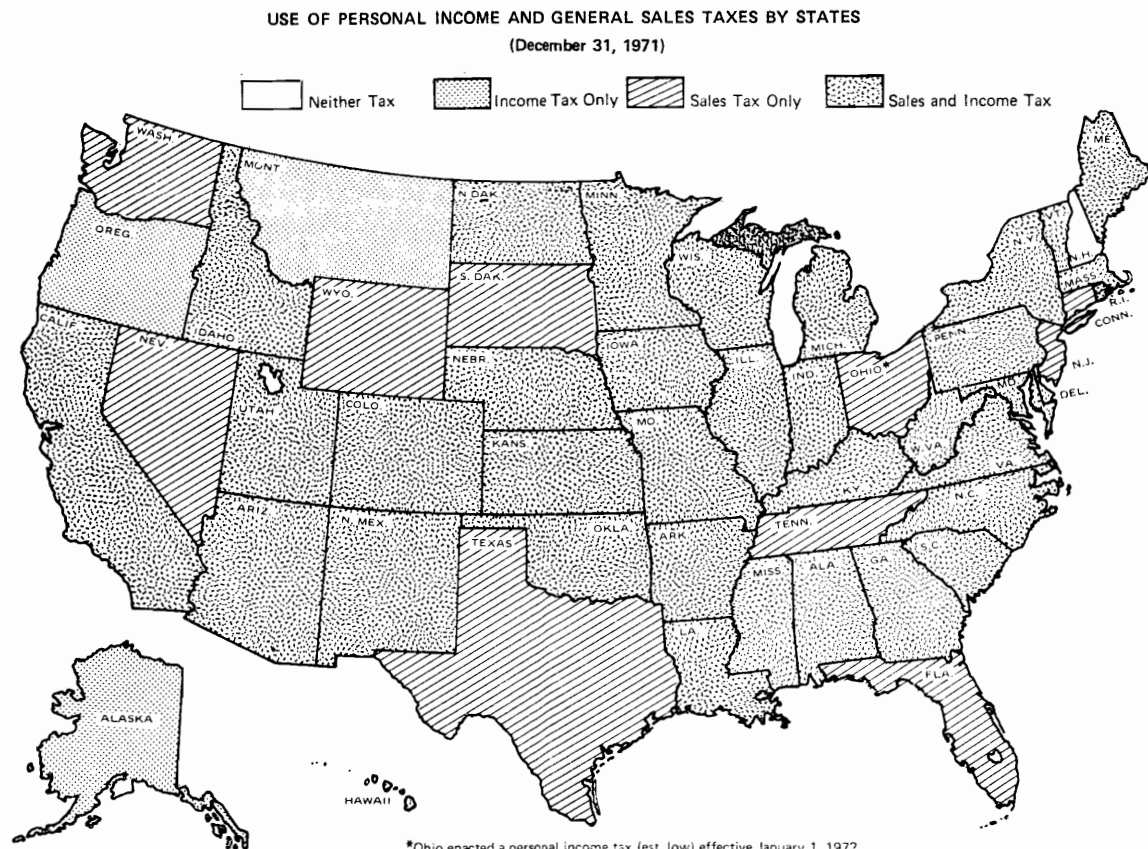 USE OF PERSONAL INCOME AND GENERAL SALES TAXES BY STATES
(December 31, 1971)
Neither Tax Income Tax Only Sales Tax Only Sales and Income Tax
WASH.
MONT
N.DAK.
MINN.
ME.
OREG.
IDAHO
WYO.
S. DAK.
WIS.
MICH.
N.Y.
VT.
N.H.
MASS.
R.I.
CONN.
CALIF.
NEV.
UTAH
COLO.
NEBR.
IOWA
ILL.
IND.
OHIO*
PENN.
N.J.
MD.
DEL.
KANS.
MO.
KY.
W. VA.
VA.
ARIZ.
N. MEX.
OKLA.
ARK.
TENN.
N.C.
S.C.
TEXAS
LA.
MISS.
ALA.
GA.
FLA.
ALASKA
HAWAII
*Ohio enacted a personal income tax (est. low) effective January 1, 1972